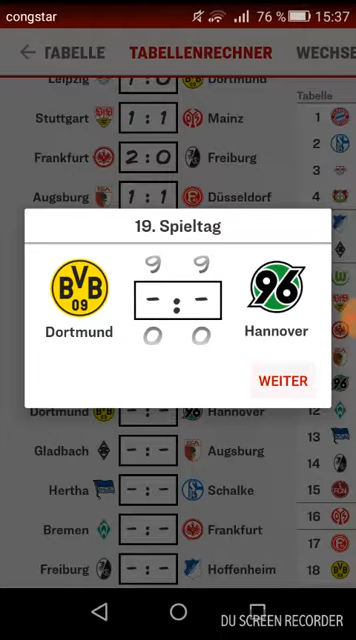 congstar 76 % 15:37
TABELLE TABELLENRECHNER WECHSE
Leipzig 1 : 0 Dortmund
Tabelle
Stuttgart 1 : 1 Mainz 1
2
Frankfurt 2 : 0 Freiburg 3
Augsburg 1 : 1 Düsseldorf 4
19. Spieltag
9 9
BVB 09 - : - 96
Dortmund Hannover
0 0
WEITER
Dortmund - : - Hannover 12
13
Gladbach - : - Augsburg 14
Hertha - : - Schalke 15
16
Bremen - : - Frankfurt 17
Freiburg - : - Hoffenheim 18
DU SCREEN RECORDER